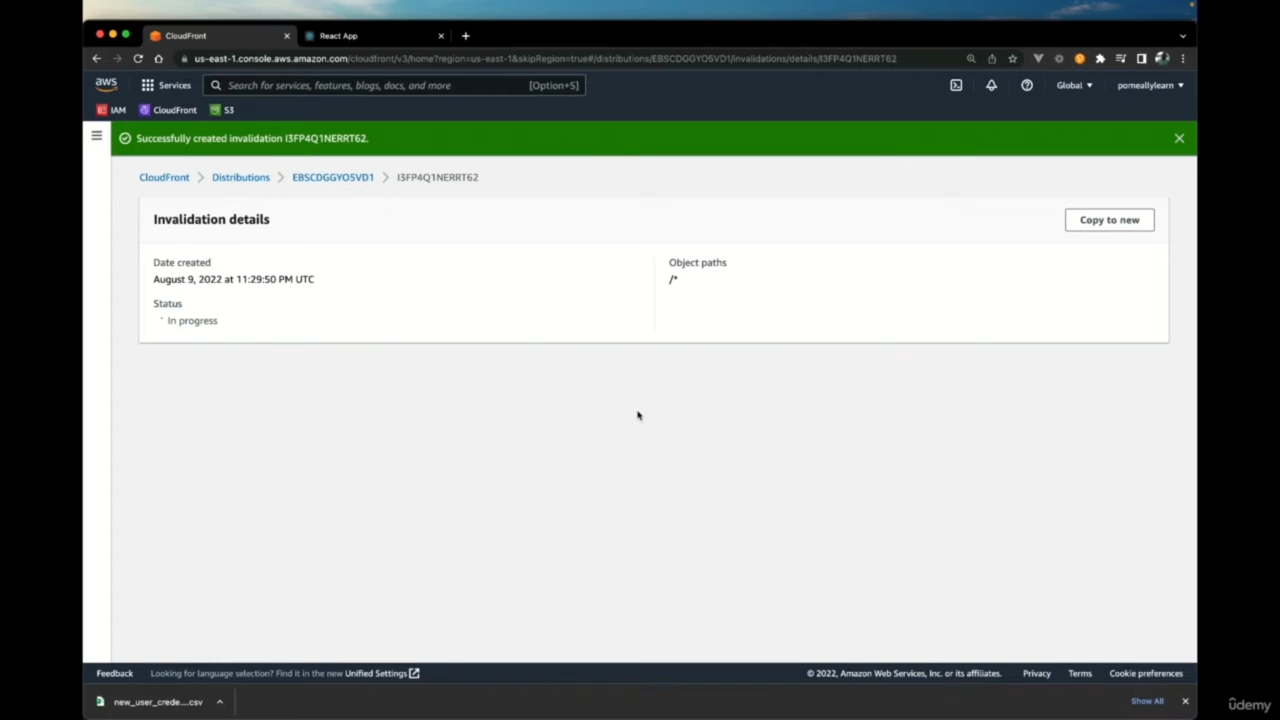 CloudFront
React App
us-east-1.console.aws.amazon.com/cloudfront/v3/home?region=us-east-1&skipRegion=true#/distributions/EBSCDGGYO5VD1/invalidations/details/I3FP4Q1NERRT62
aws
Services
Search for services, features, blogs, docs, and more
[Option+S]
Global
pomeallylearn
IAM
CloudFront
S3
Successfully created invalidation I3FP4Q1NERRT62.
CloudFront
Distributions
EBSCDGGYO5VD1
I3FP4Q1NERRT62
Invalidation details
Copy to new
Date created
August 9, 2022 at 11:29:50 PM UTC
Object paths
/*
Status
In progress
Feedback
Looking for language selection? Find it in the new Unified Settings
© 2022, Amazon Web Services, Inc. or its affiliates.
Privacy
Terms
Cookie preferences
new_user_crede....csv
Show All
ûdemy